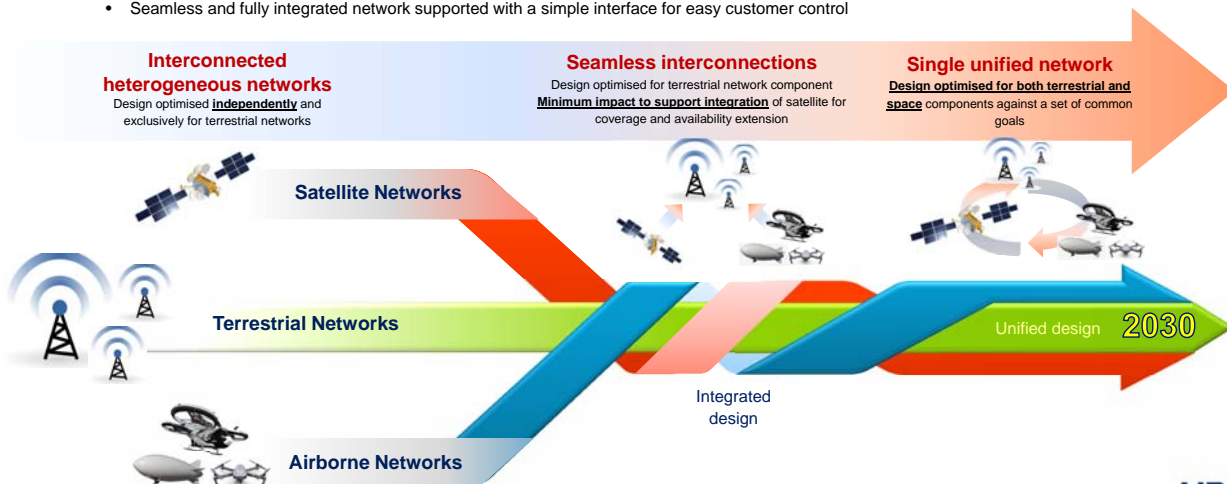 • Seamless and fully integrated network supported with a simple interface for easy customer control
Interconnected
heterogeneous networks
Design optimised independently and
exclusively for terrestrial networks
Seamless interconnections
Design optimised for terrestrial network component
Minimum impact to support integration of satellite for
coverage and availability extension
Single unified network
Design optimised for both terrestrial and
space components against a set of common
goals
Satellite Networks
Terrestrial Networks
Unified design 2030
Integrated
design
Airborne Networks